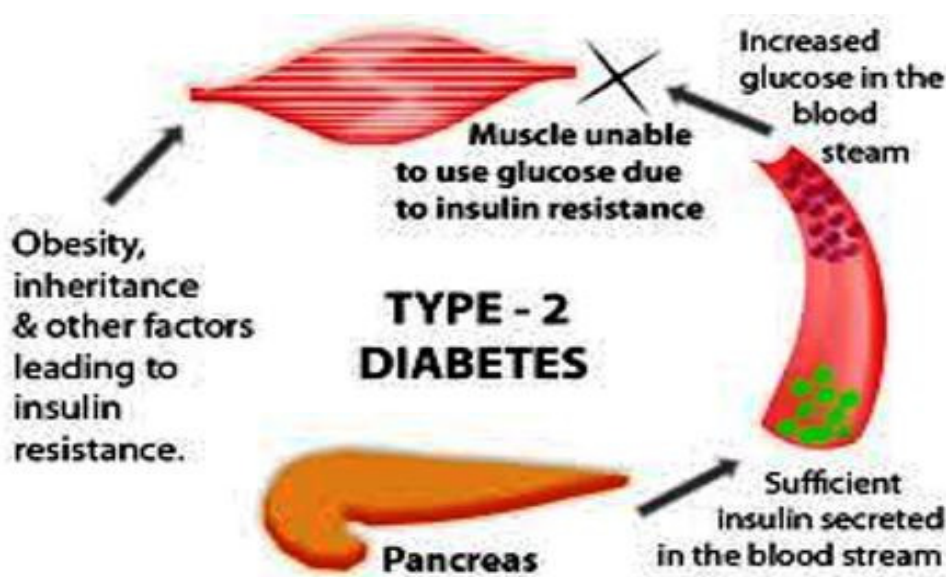 Increased
glucose in the
blood
steam
Muscle unable
to use glucose due
to insulin resistance
Obesity,
inheritance
& other factors
leading to
insulin
resistance.
TYPE - 2
DIABETES
Pancreas
Sufficient
insulin secreted
in the blood stream